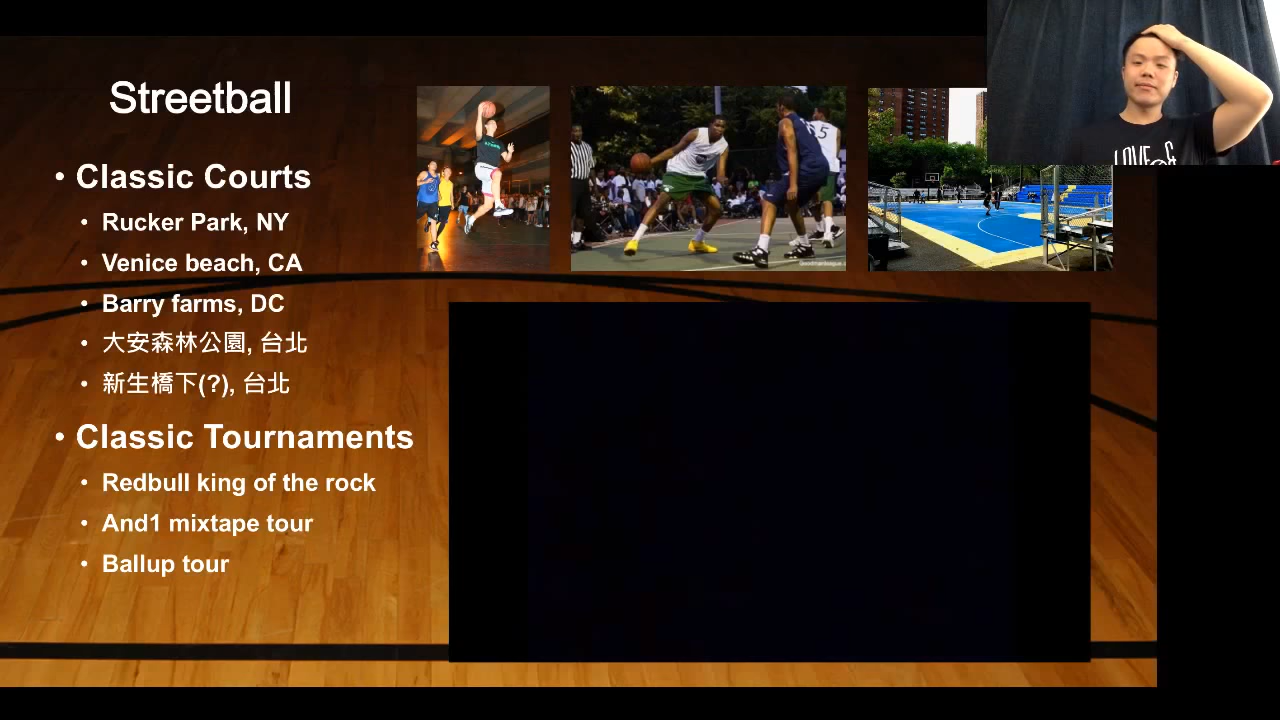 Streetball
• Classic Courts
• Rucker Park, NY
• Venice beach, CA
• Barry farms, DC
• 大安森林公園, 台北
• 新生橋下(?), 台北
• Classic Tournaments
• Redbull king of the rock
• And1 mixtape tour
• Ballup tour
LOVE